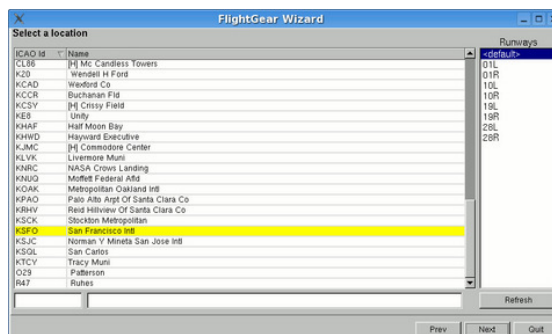 FlightGear Wizard
Select a location
ICAO Id Name
CL86 [H] Mc Candless Towers
K20 Wendell H Ford
KCAD Wexford Co
KCCR Buchanan Fld
KCSY [H] Crissy Field
KE8 Unity
KHAF Half Moon Bay
KHWD Hayward Executive
KJMC [H] Commodore Center
KLVK Livermore Muni
KNRC NASA Crows Landing
KNUQ Moffett Federal Afld
KOAK Metropolitan Oakland Intl
KPAO Palo Alto Arpt Of Santa Clara Co
KRHV Reid Hillview Of Santa Clara Co
KSCK Stockton Metropolitan
KSFO San Francisco Intl
KSJC Norman Y Mineta San Jose Intl
KSQL San Carlos
KTCY Tracy Muni
O29 Patterson
R47 Ruhes
Runways
<default>
01L
01R
10L
10R
19L
19R
28L
28R
Refresh
Prev Next Quit